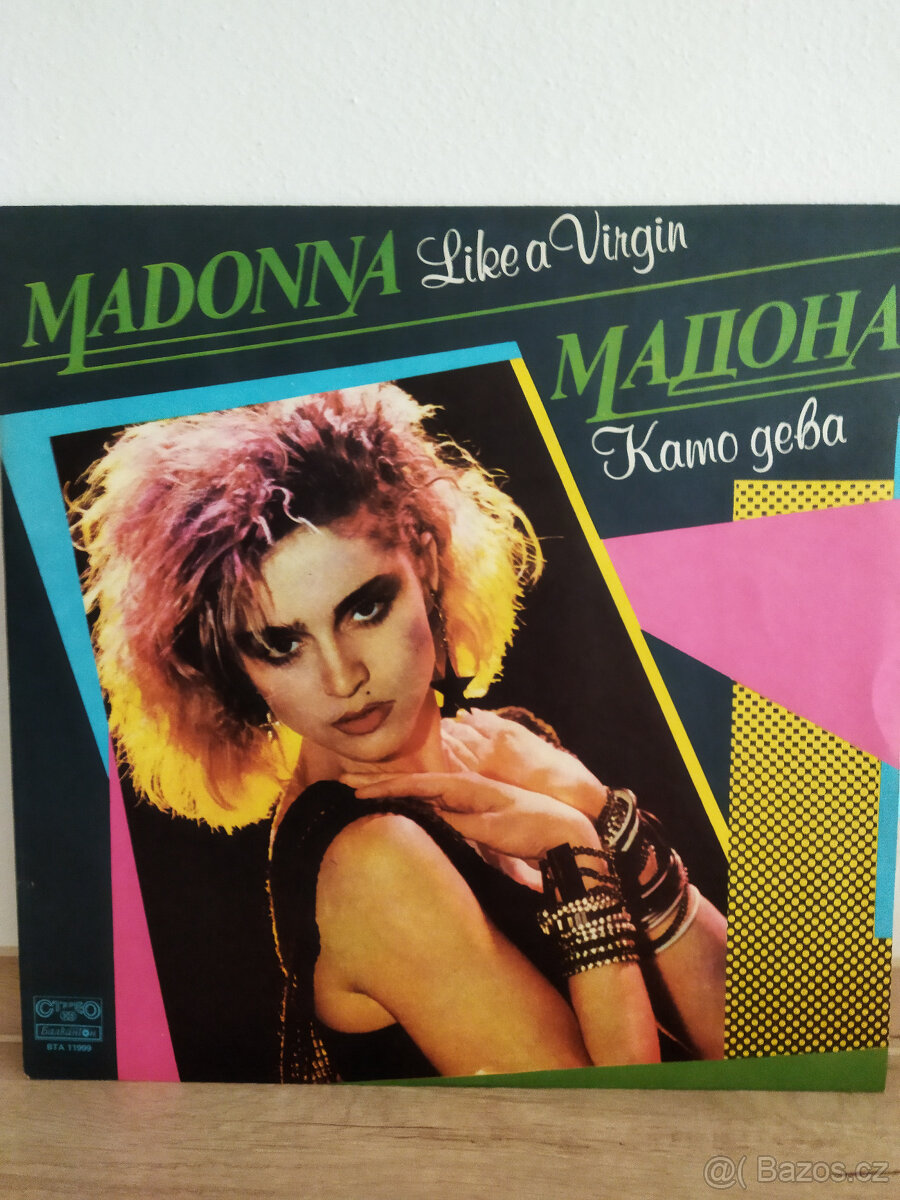 MADONNA Like a Virgin
МАДОНА
Като дева
СТЕРЕО
Балкантон
ВТА 11999
@( Bazos.cz